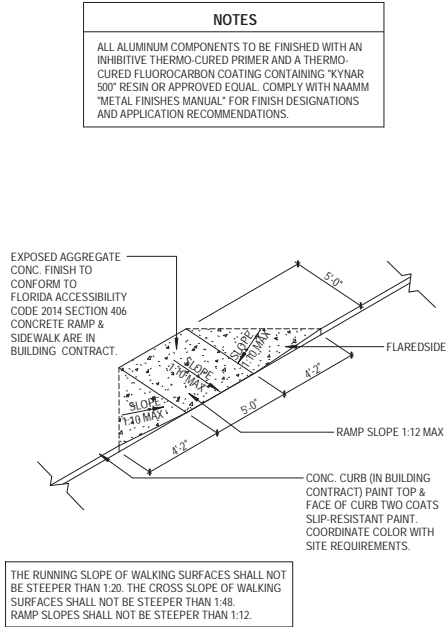 NOTES
ALL ALUMINUM COMPONENTS TO BE FINISHED WITH AN
INHIBITIVE THERMO-CURED PRIMER AND A THERMO-
CURED FLUOROCARBON COATING CONTAINING "KYNAR
500" RESIN OR APPROVED EQUAL. COMPLY WITH NAAMM
"METAL FINISHES MANUAL" FOR FINISH DESIGNATIONS
AND APPLICATION RECOMMENDATIONS.
EXPOSED AGGREGATE
CONC. FINISH TO
CONFORM TO
FLORIDA ACCESSIBILITY
CODE 2014 SECTION 406
CONCRETE RAMP &
SIDEWALK ARE IN
BUILDING CONTRACT.
5'-0"
SLOPE
1:10 MAX
SLOPE
1:10 MAX
SLOPE
1:10 MAX
FLAREDSIDE
4'-2"
5'-0"
4'-2"
RAMP SLOPE 1:12 MAX
CONC. CURB (IN BUILDING
CONTRACT) PAINT TOP &
FACE OF CURB TWO COATS
SLIP-RESISTANT PAINT.
COORDINATE COLOR WITH
SITE REQUIREMENTS.
THE RUNNING SLOPE OF WALKING SURFACES SHALL NOT
BE STEEPER THAN 1:20. THE CROSS SLOPE OF WALKING
SURFACES SHALL NOT BE STEEPER THAN 1:48.
RAMP SLOPES SHALL NOT BE STEEPER THAN 1:12.